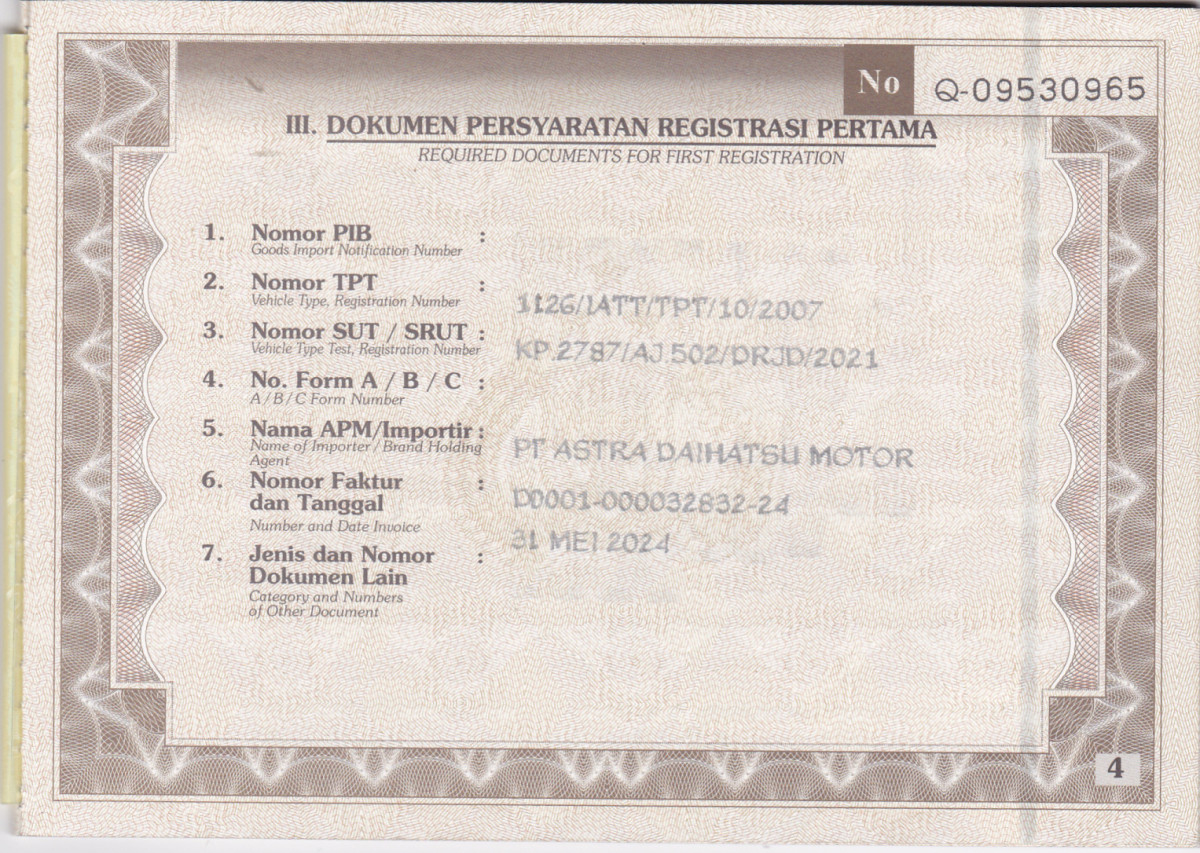 No Q-09530965
III. DOKUMEN PERSYARATAN REGISTRASI PERTAMA
REQUIRED DOCUMENTS FOR FIRST REGISTRATION
1. Nomor PIB :
Goods Import Notification Number
2. Nomor TPT :
Vehicle Type, Registration Number
1126/IATT/TPT/10/2007
3. Nomor SUT / SRUT :
Vehicle Type Test, Registration Number
KP.2787/AJ.502/DRJD/2021
4. No. Form A / B / C :
A / B / C Form Number
5. Nama APM/Importir :
Name of Importer / Brand Holding
Agent
PT ASTRA DAIHATSU MOTOR
6. Nomor Faktur :
dan Tanggal
D0001-000032832-24
Number and Date Invoice
31 MEI 2024
7. Jenis dan Nomor :
Dokumen Lain
Category and Numbers
of Other Document
4